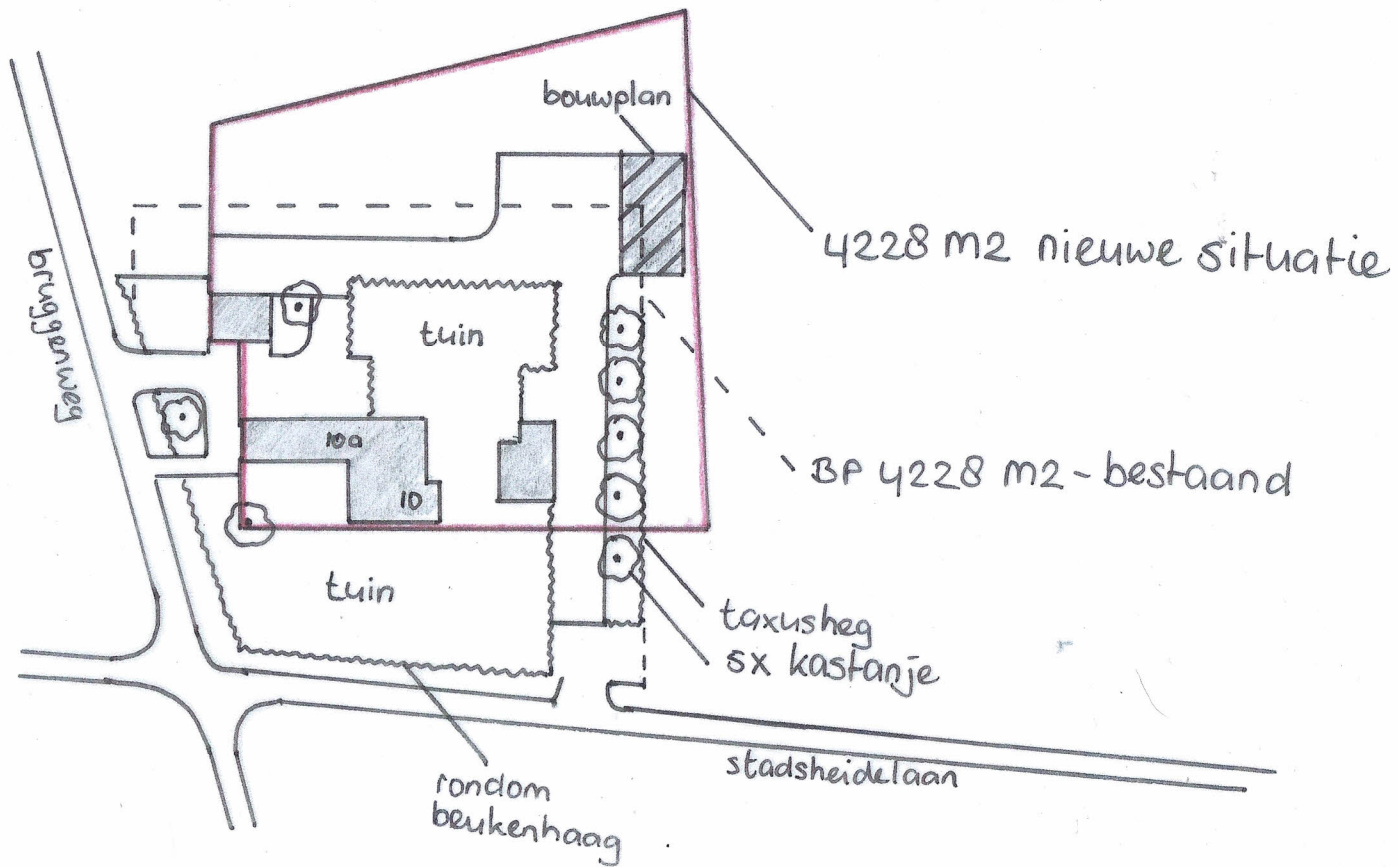 bouwplan
4228 m2 nieuwe situatie
bruggenweg
tuin
10a
10
BP 4228 m2 - bestaand
tuin
taxusheg
5x kastanje
stadsheidelaan
rondom
beukenhaag